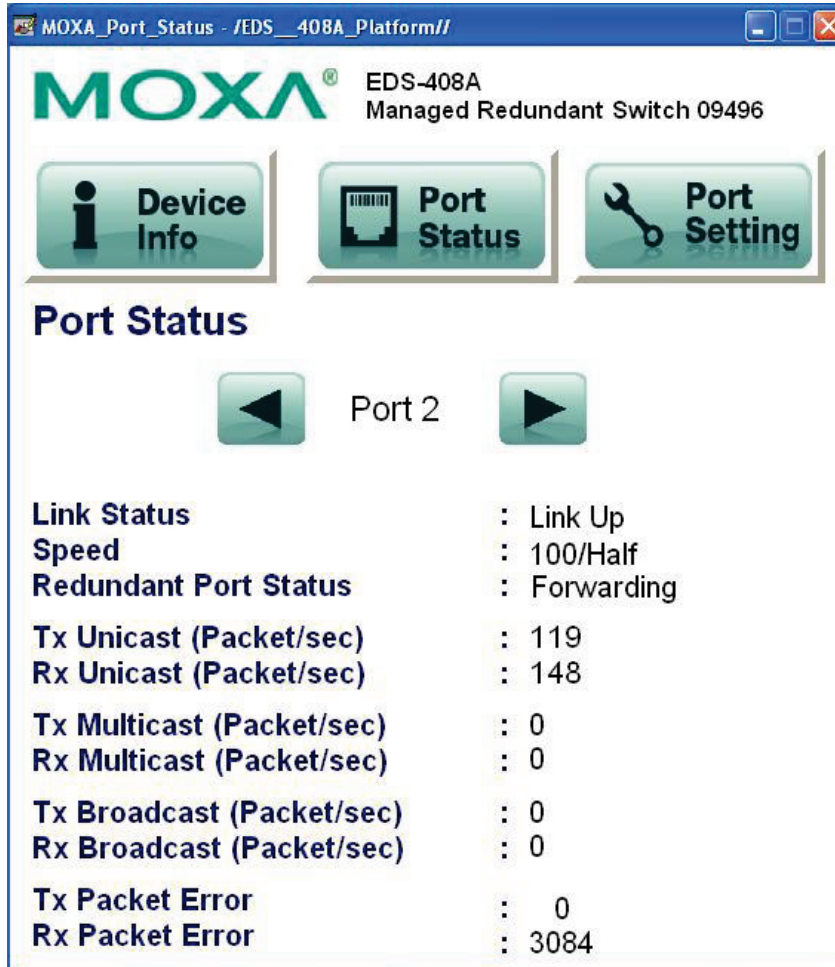 MOXA_Port_Status - /EDS__408A_Platform//
MOXA® EDS-408A
Managed Redundant Switch 09496
Device Info
Port Status
Port Setting
Port Status
Port 2
Link Status : Link Up
Speed : 100/Half
Redundant Port Status : Forwarding
Tx Unicast (Packet/sec) : 119
Rx Unicast (Packet/sec) : 148
Tx Multicast (Packet/sec) : 0
Rx Multicast (Packet/sec) : 0
Tx Broadcast (Packet/sec) : 0
Rx Broadcast (Packet/sec) : 0
Tx Packet Error : 0
Rx Packet Error : 3084